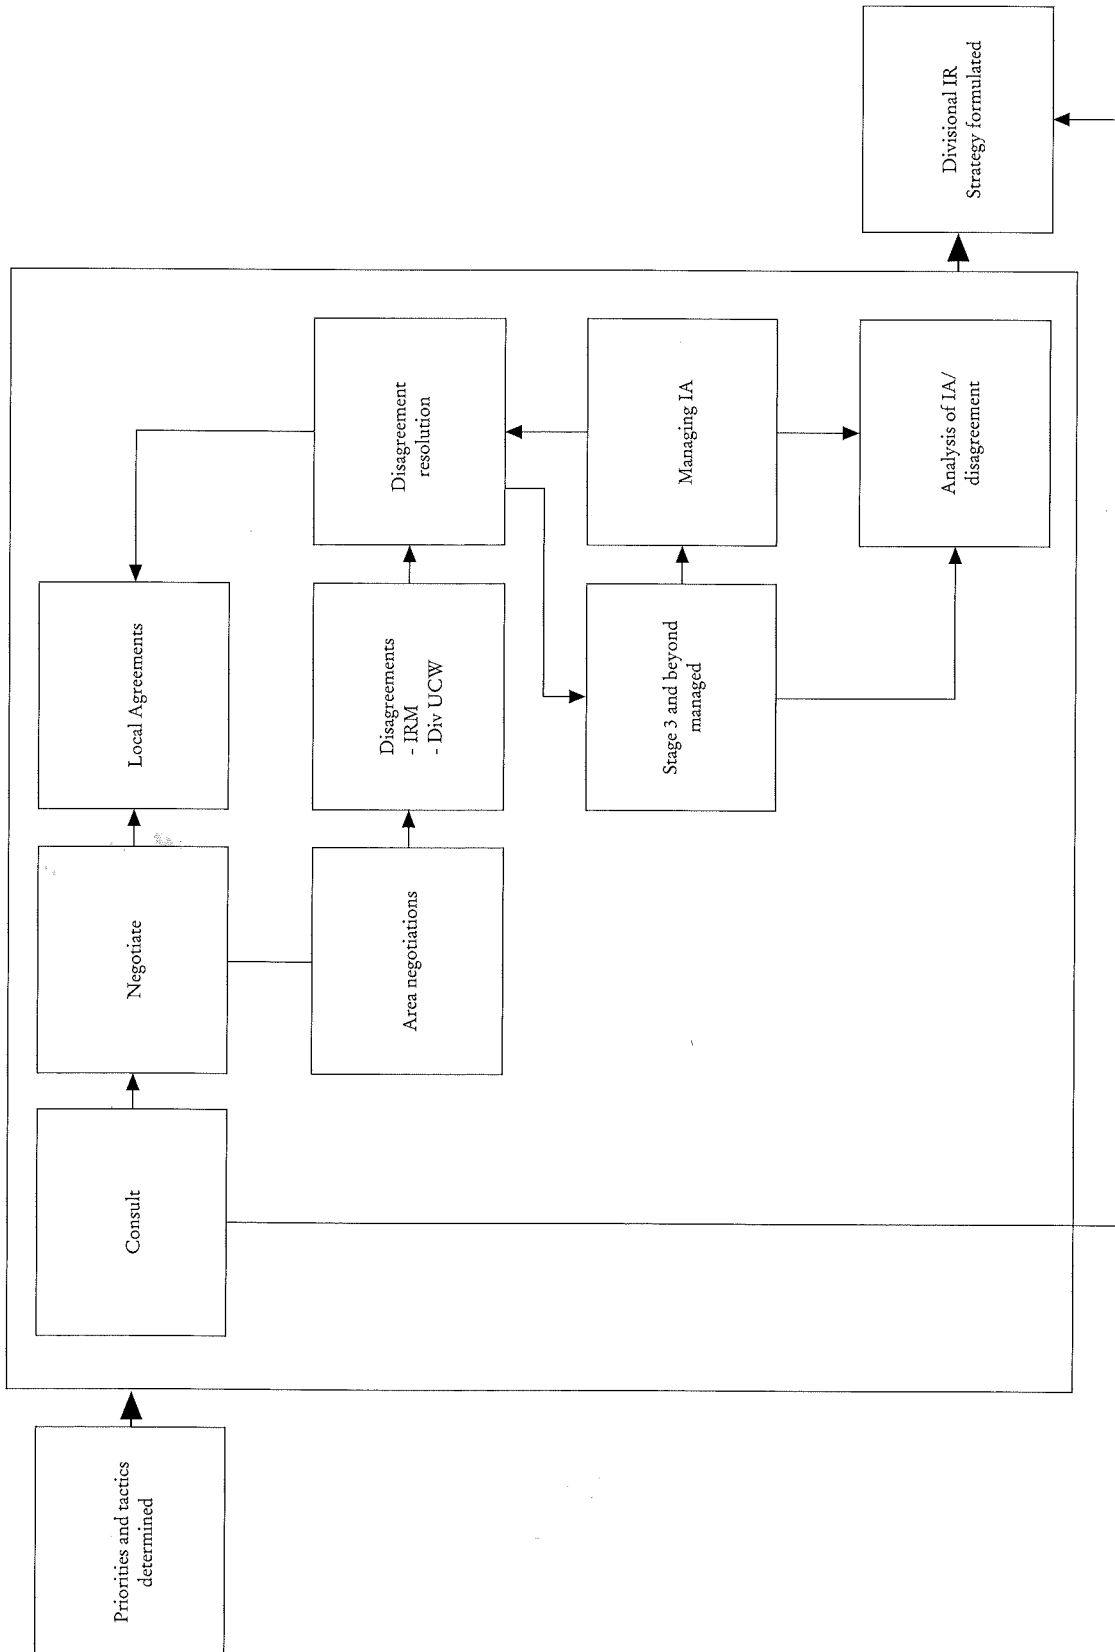 Priorities and tactics
determined
Consult
Negotiate
Local Agreements
Area negotiations
Disagreements
- IRM
- Div UCW
Disagreement
resolution
Stage 3 and beyond
managed
Managing IA
Analysis of IA/
disagreement
Divisional IR
Strategy formulated